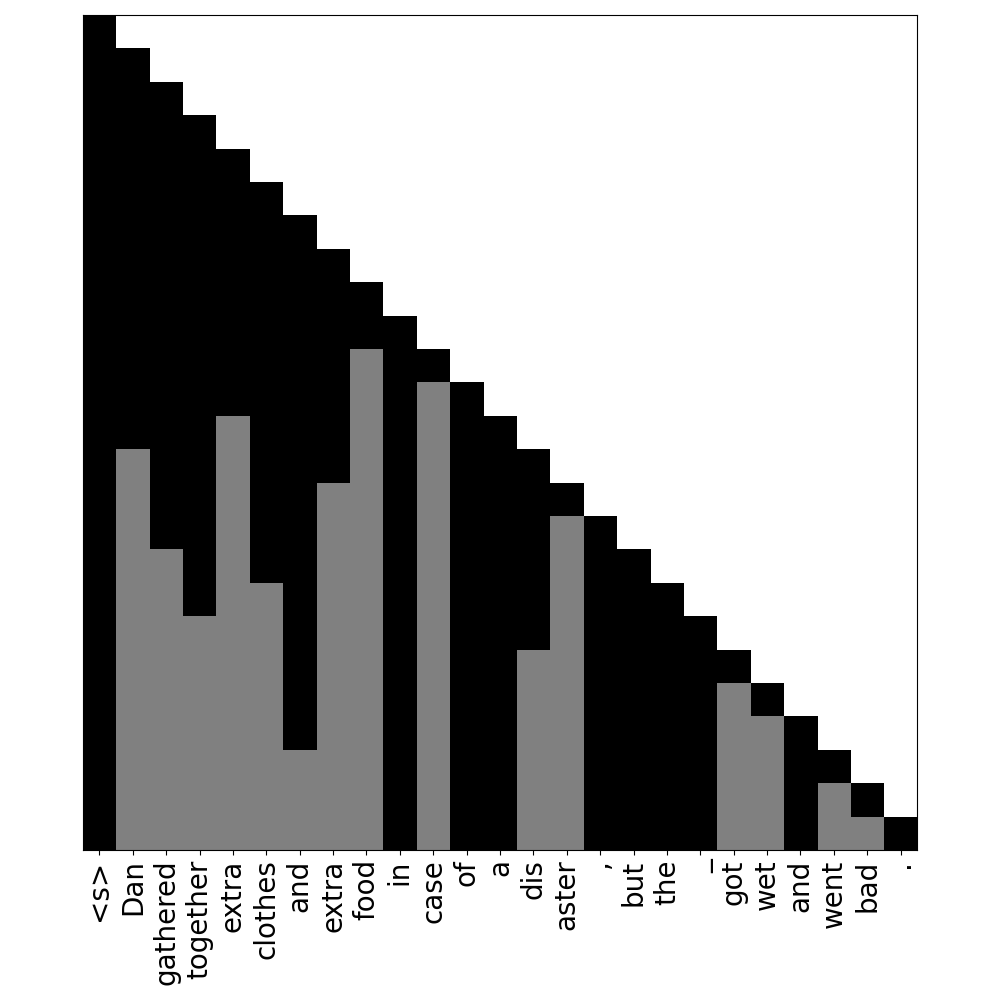 <s> Dan gathered together extra clothes and extra food in case of a dis aster , but the _ got wet and went bad .